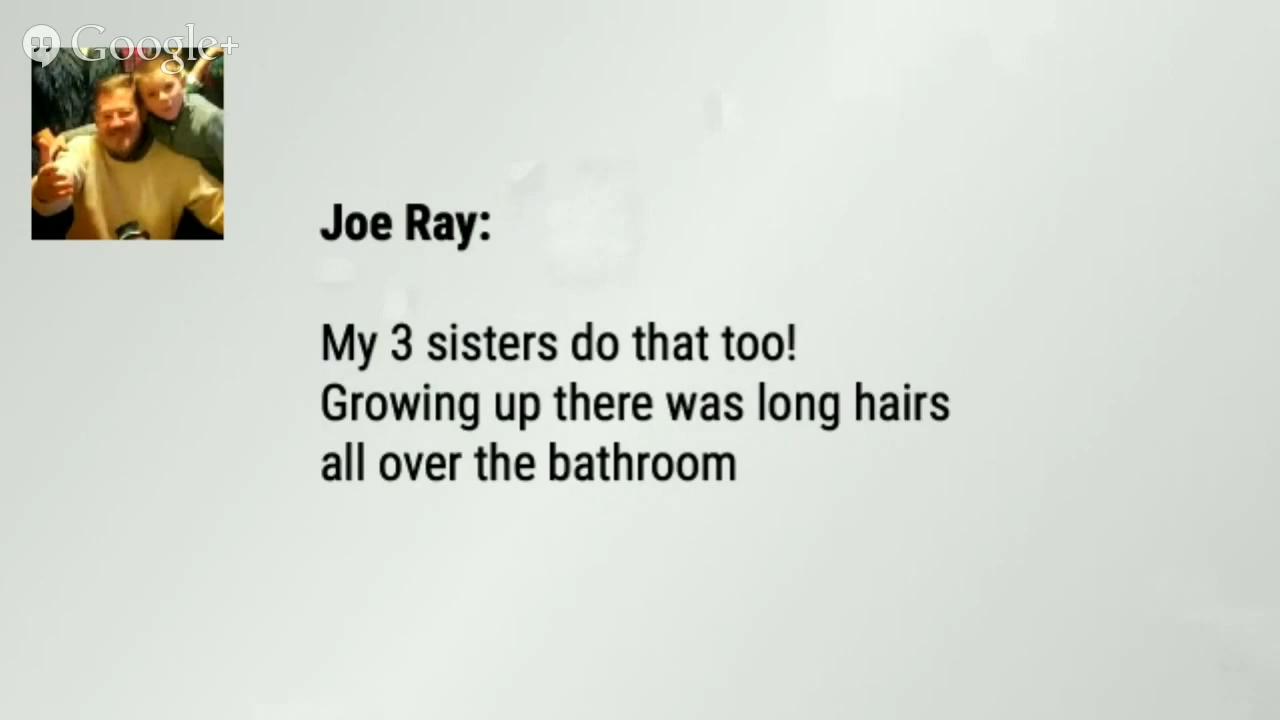 Google+
Joe Ray:
My 3 sisters do that too!
Growing up there was long hairs
all over the bathroom